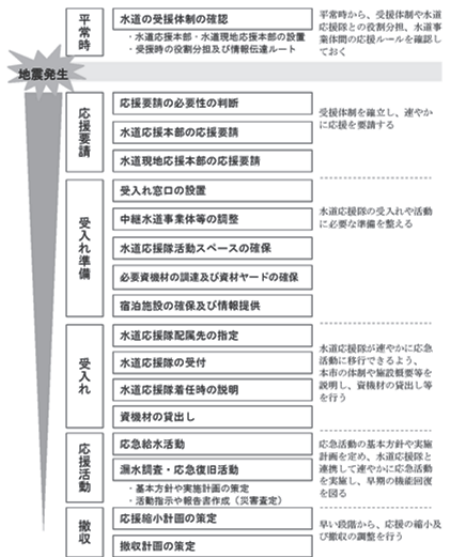 平常時
水道の受援体制の確認
・水道応援本部・水道現地応援本部の設置
・受援時の役割分担及び情報伝達ルート
平常時から、受援体制や水道
応援隊との役割分担、水道事
業体間の応援ルールを確認し
ておく
地震発生
応援要請
応援要請の必要性の判断
水道応援本部の応援要請
水道現地応援本部の応援要請
受援体制を確立し、速やか
に応援を要請する
受入れ準備
受入れ窓口の設置
中継水道事業体等の調整
水道応援隊活動スペースの確保
必要資機材の調達及び資材ヤードの確保
宿泊施設の確保及び情報提供
水道応援隊の受入れや活動
に必要な準備を整える
受入れ
水道応援隊配属先の指定
水道応援隊の受付
水道応援隊着任時の説明
資機材の貸出し
水道応援隊が速やかに応急
活動に移行できるよう、
本市の体制や施設概要等を
説明し、資機材の貸出し等
を行う
応援活動
応急給水活動
漏水調査・応急復旧活動
・基本方針や実施計画の策定
・活動指示や報告書作成（災害査定）
応急活動の基本方針や実施
計画を定め、水道応援隊と
連携して速やかに応急活動
を実施し、早期の機能回復
を図る
撤収
応援縮小計画の策定
撤収計画の策定
早い段階から、応援の縮小及
び撤収の調整を行う